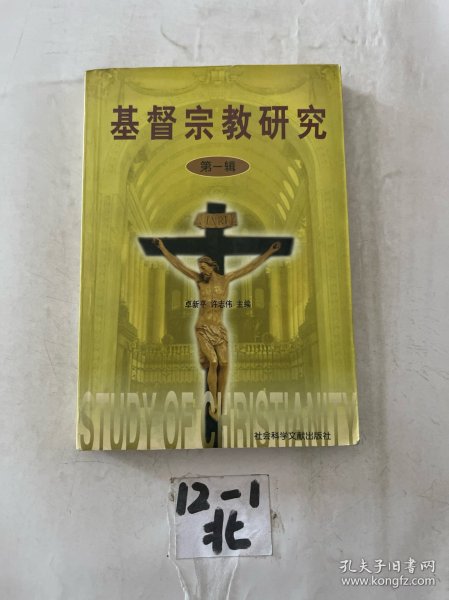 基督宗教研究
第一辑
INRI
卓新平 许志伟 主编
STUDY OF CHRISTIANITY
社会科学文献出版社
12-1
北
孔夫子旧书网
www.kongfz.com